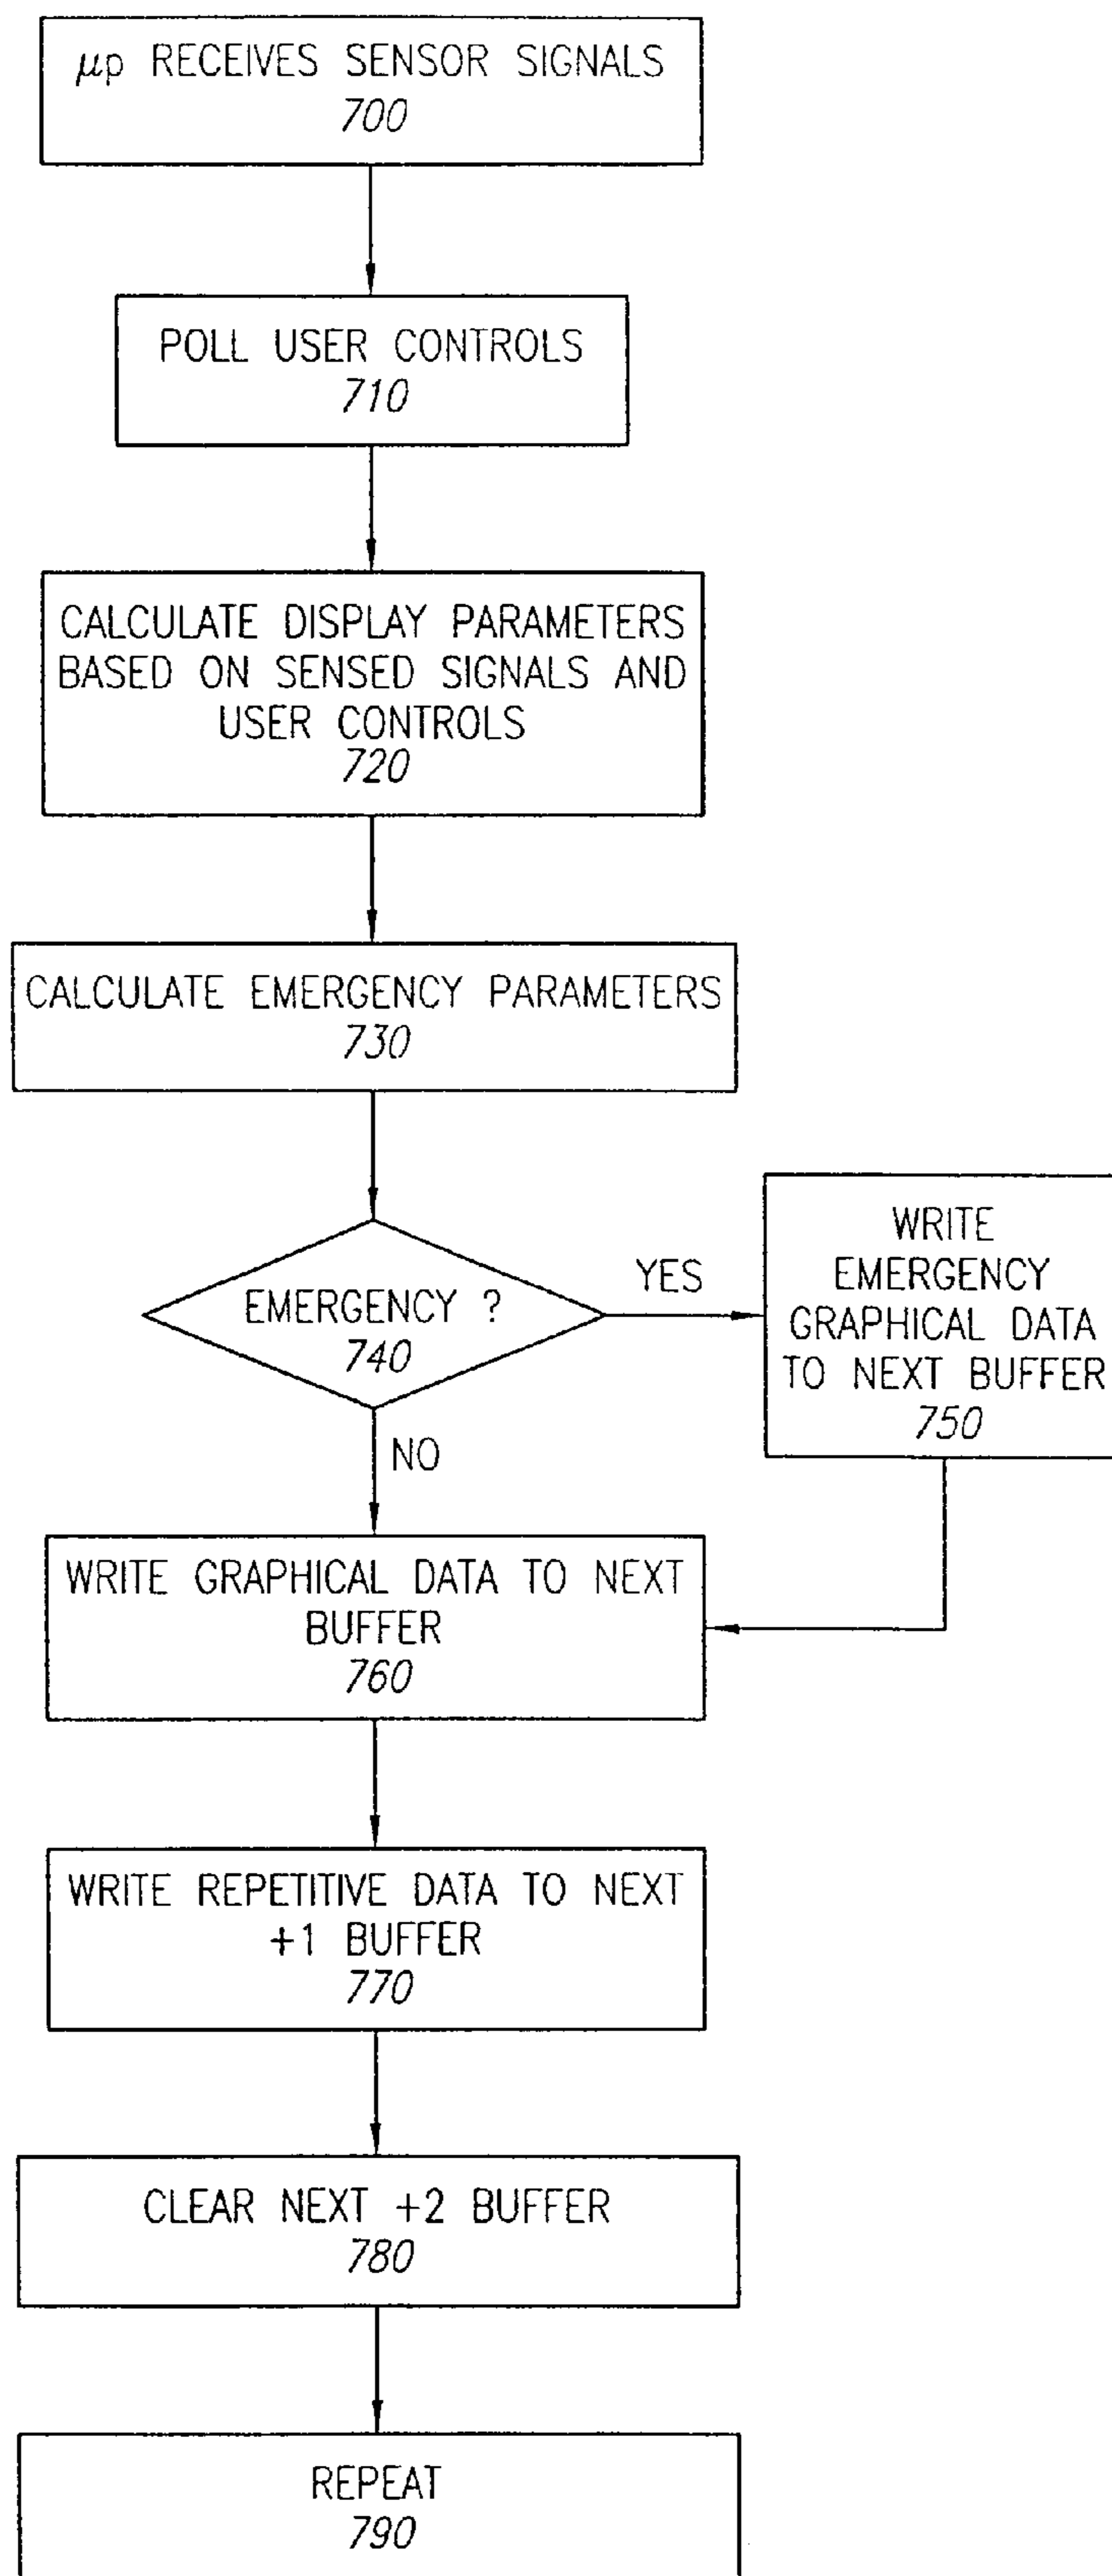 μp RECEIVES SENSOR SIGNALS
700
POLL USER CONTROLS
710
CALCULATE DISPLAY PARAMETERS
BASED ON SENSED SIGNALS AND
USER CONTROLS
720
CALCULATE EMERGENCY PARAMETERS
730
EMERGENCY ?
740
YES
WRITE
EMERGENCY
GRAPHICAL DATA
TO NEXT BUFFER
750
NO
WRITE GRAPHICAL DATA TO NEXT
BUFFER
760
WRITE REPETITIVE DATA TO NEXT
+1 BUFFER
770
CLEAR NEXT +2 BUFFER
780
REPEAT
790